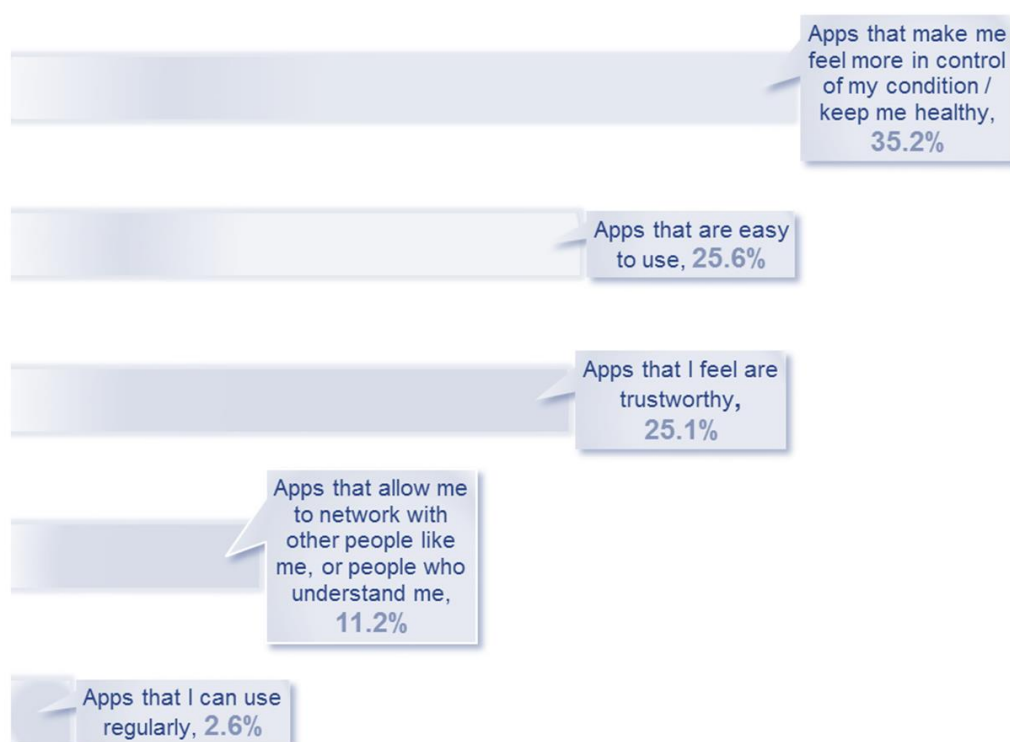 Apps that make me
feel more in control
of my condition /
keep me healthy,
35.2%
Apps that are easy
to use, 25.6%
Apps that I feel are
trustworthy,
25.1%
Apps that allow me
to network with
other people like
me, or people who
understand me,
11.2%
Apps that I can use
regularly, 2.6%